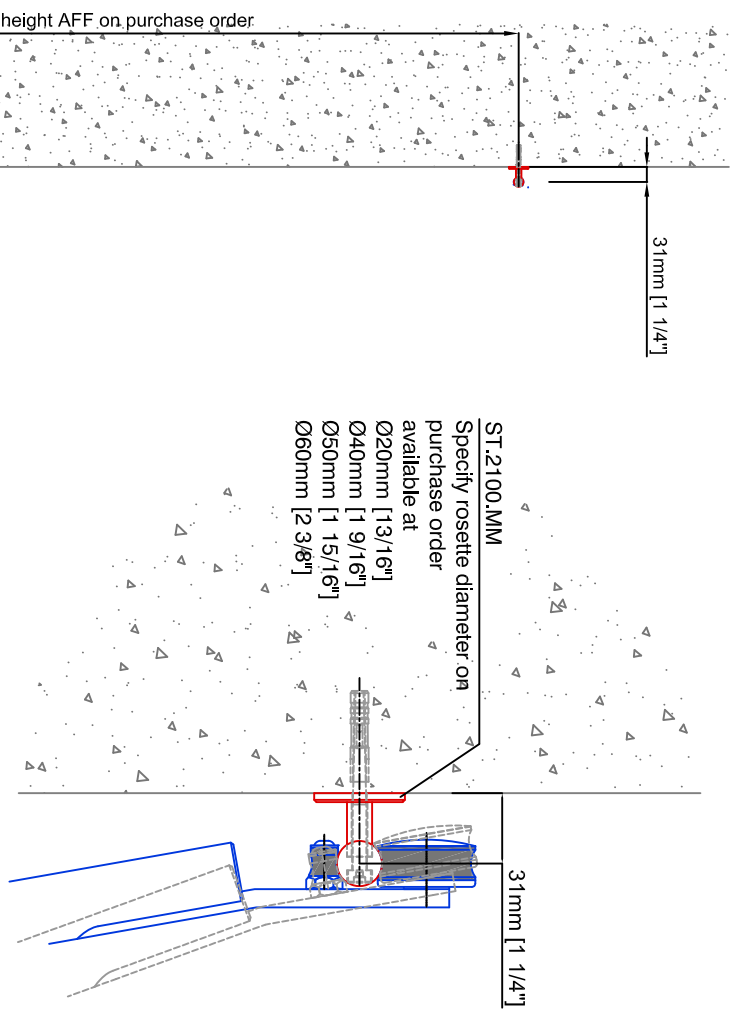 height AFF on purchase order
31mm [1 1/4"]
ST.2100.MM
Specify rosette diameter on
purchase order
available at
Ø20mm [13/16"]
Ø40mm [1 9/16"]
Ø50mm [1 15/16"]
Ø60mm [2 3/8"]
31mm [1 1/4"]